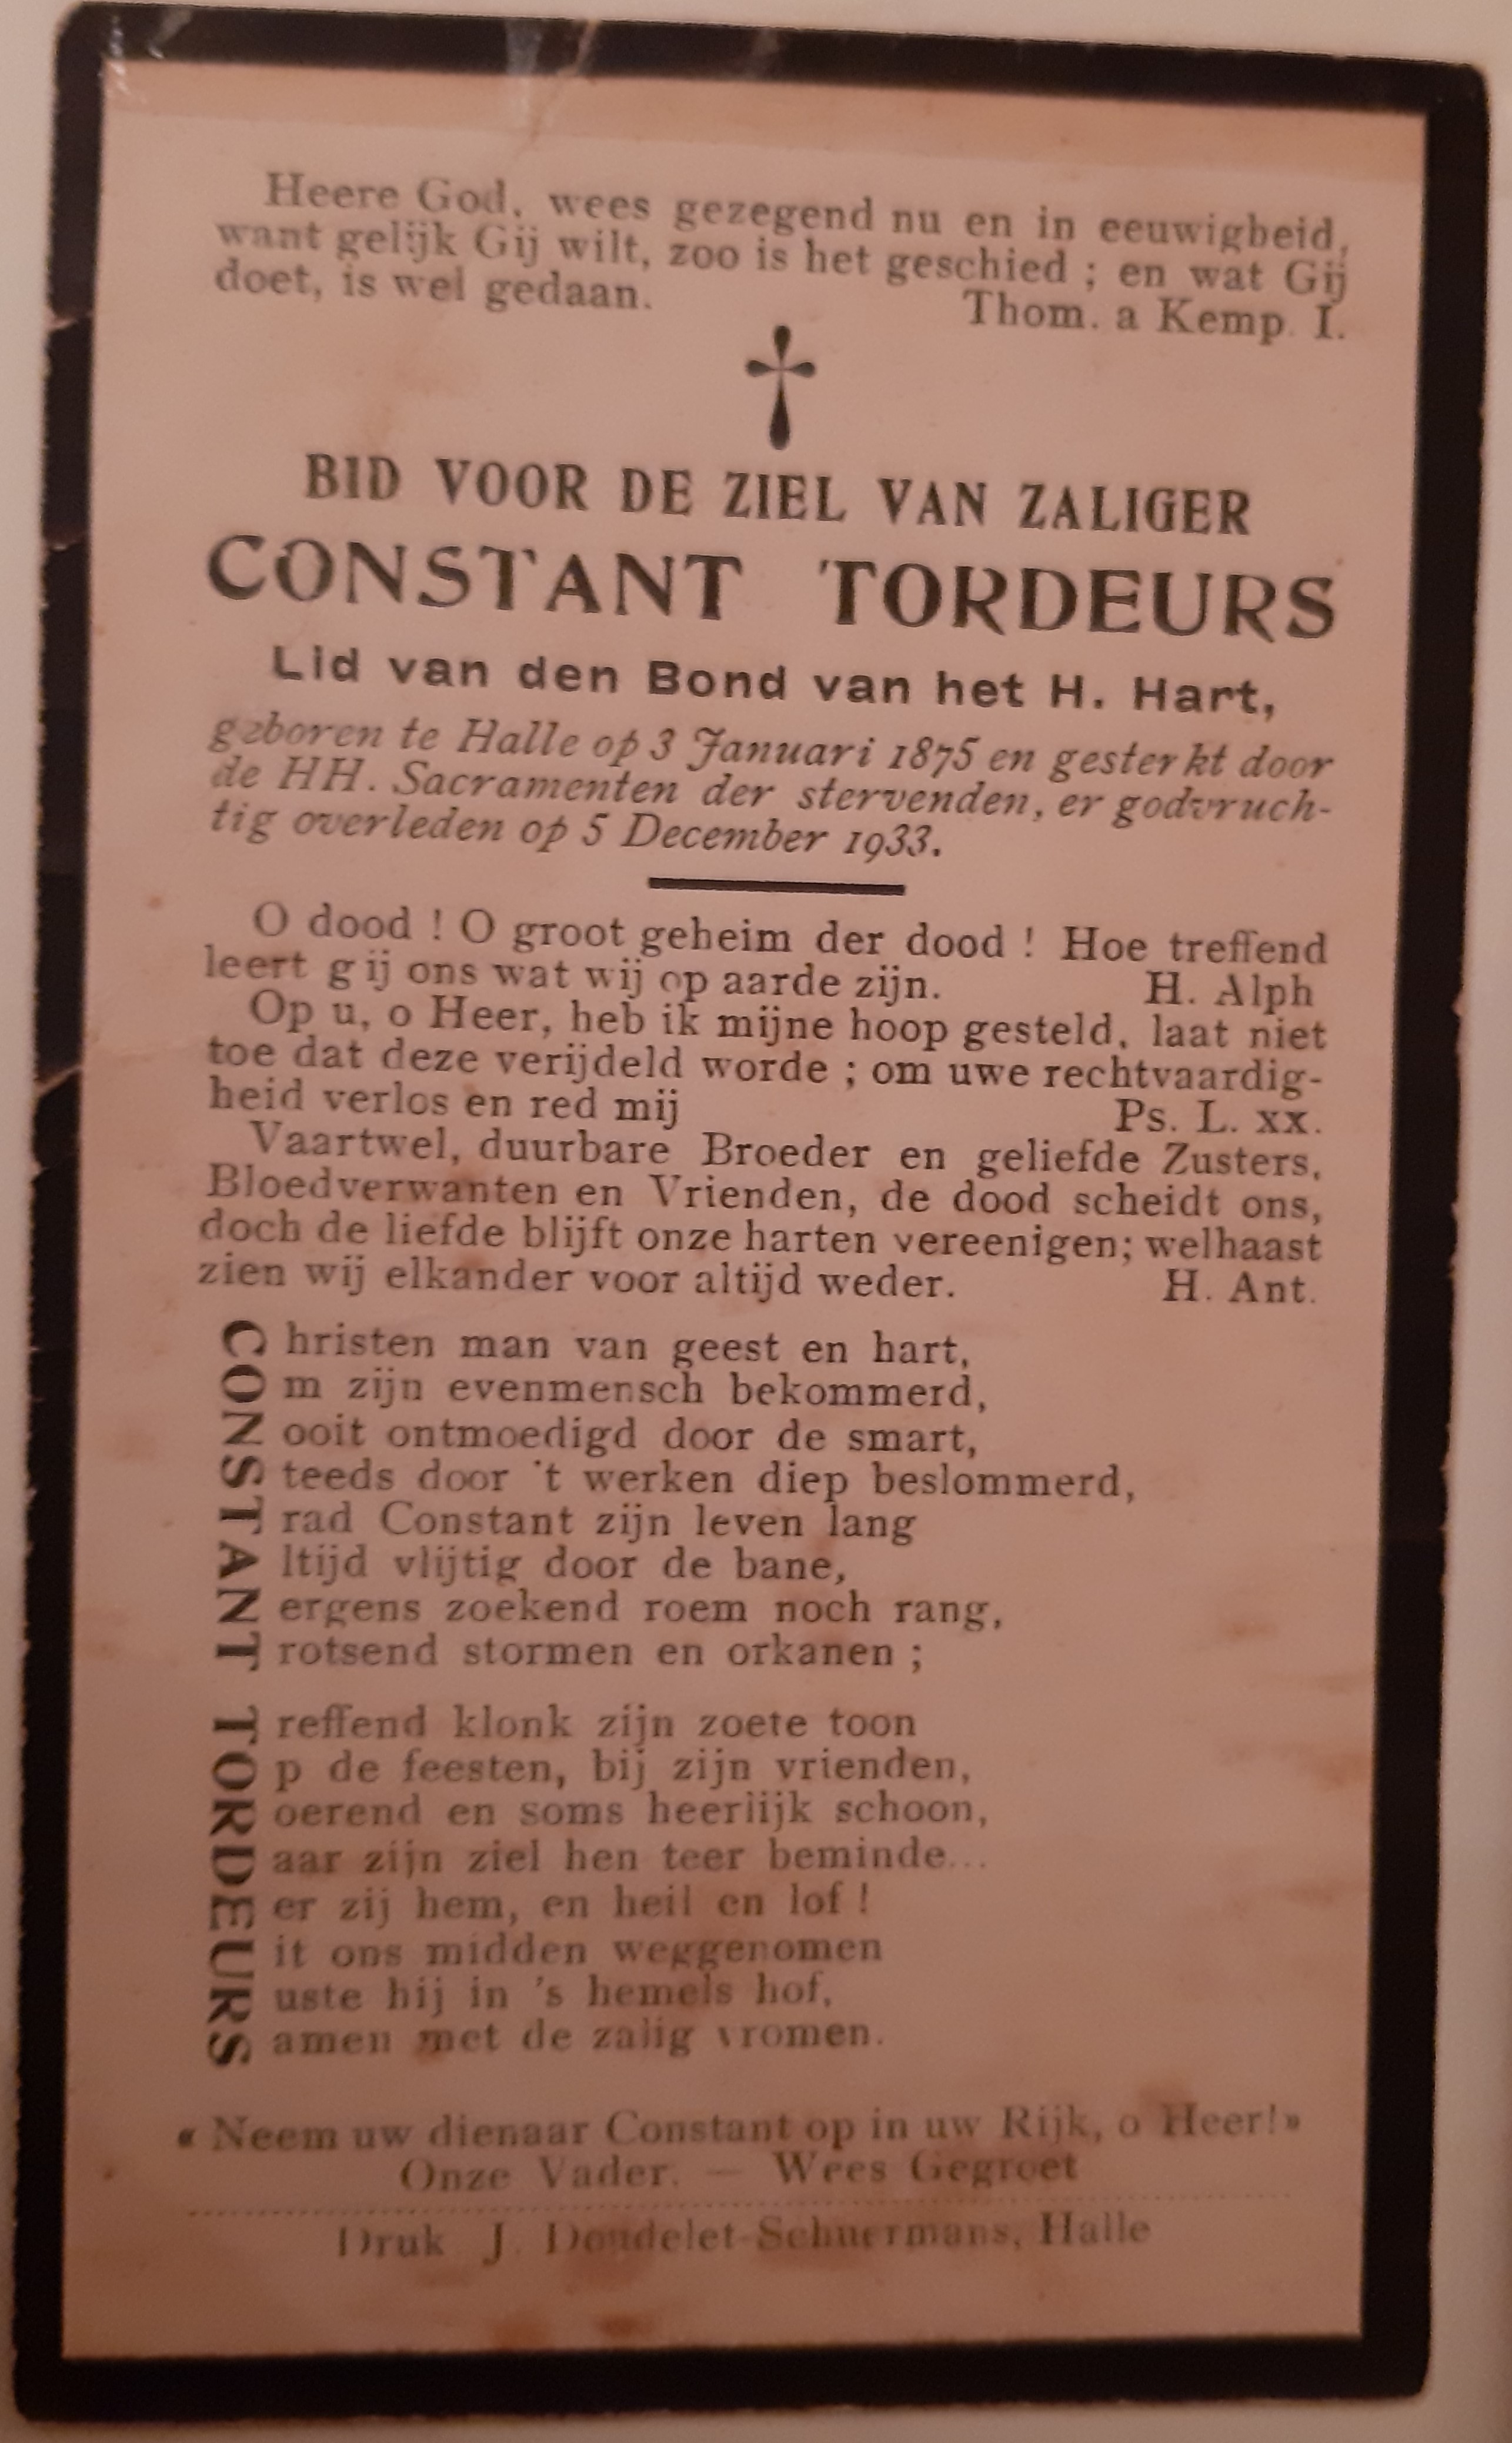 Heere God, wees gezegend nu en in eeuwigheid,
want gelijk Gij wilt, zoo is het geschied ; en wat Gij
doet, is wel gedaan. Thom. a Kemp. I.
BID VOOR DE ZIEL VAN ZALIGER
CONSTANT TORDEURS
Lid van den Bond van het H. Hart,
geboren te Halle op 3 Januari 1875 en gesterkt door
de HH. Sacramenten der stervenden, er godvruch-
tig overleden op 5 December 1933.
O dood ! O groot geheim der dood ! Hoe treffend
leert gij ons wat wij op aarde zijn. H. Alph
Op u, o Heer, heb ik mijne hoop gesteld, laat niet
toe dat deze verijdeld worde ; om uwe rechtvaardig-
heid verlos en red mij Ps. L. xx.
Vaartwel, duurbare Broeder en geliefde Zusters,
Bloedverwanten en Vrienden, de dood scheidt ons,
doch de liefde blijft onze harten vereenigen; welhaast
zien wij elkander voor altijd weder. H. Ant.
Christen man van geest en hart,
Om zijn evenmensch bekommerd,
Nooit ontmoedigd door de smart,
Steeds door 't werken diep beslommerd,
Trad Constant zijn leven lang
Altijd vlijtig door de bane,
Nergens zoekend roem noch rang,
Trotsend stormen en orkanen ;
Treffend klonk zijn zoete toon
Op de feesten, bij zijn vrienden,
Roerend en soms heerlijk schoon,
Daar zijn ziel hen teer beminde...
Eer zij hem, en heil en lof !
Uit ons midden weggenomen
Ruste hij in 's hemels hof,
Samen met de zalig vromen.
« Neem uw dienaar Constant op in uw Rijk, o Heer!»
Onze Vader. — Wees Gegroet
Druk J. Doudelet-Schuermans, Halle